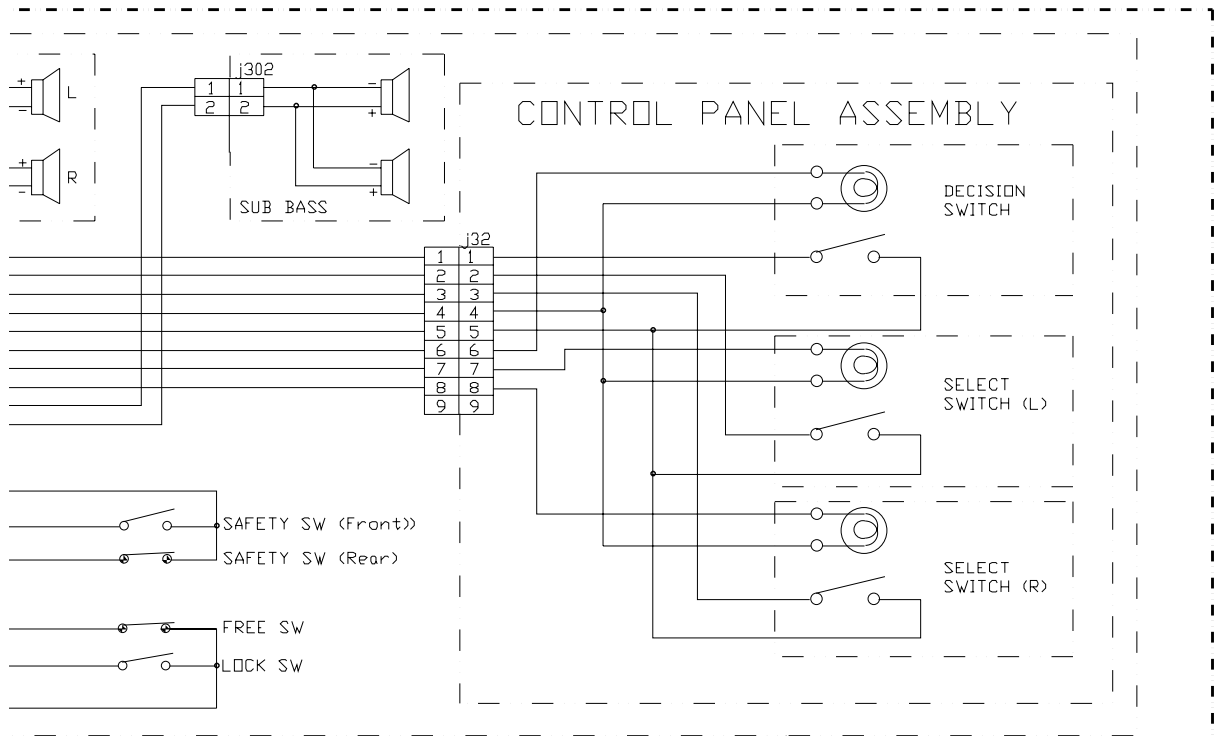 +
-
L
+
-
R
j302
1 1
2 2
-
+
-
+
SUB BASS
CONTROL PANEL ASSEMBLY
DECISION
SWITCH
j32
1 1
2 2
3 3
4 4
5 5
6 6
7 7
8 8
9 9
SELECT
SWITCH (L)
SELECT
SWITCH (R)
SAFETY SW (Front))
SAFETY SW (Rear)
FREE SW
LOCK SW